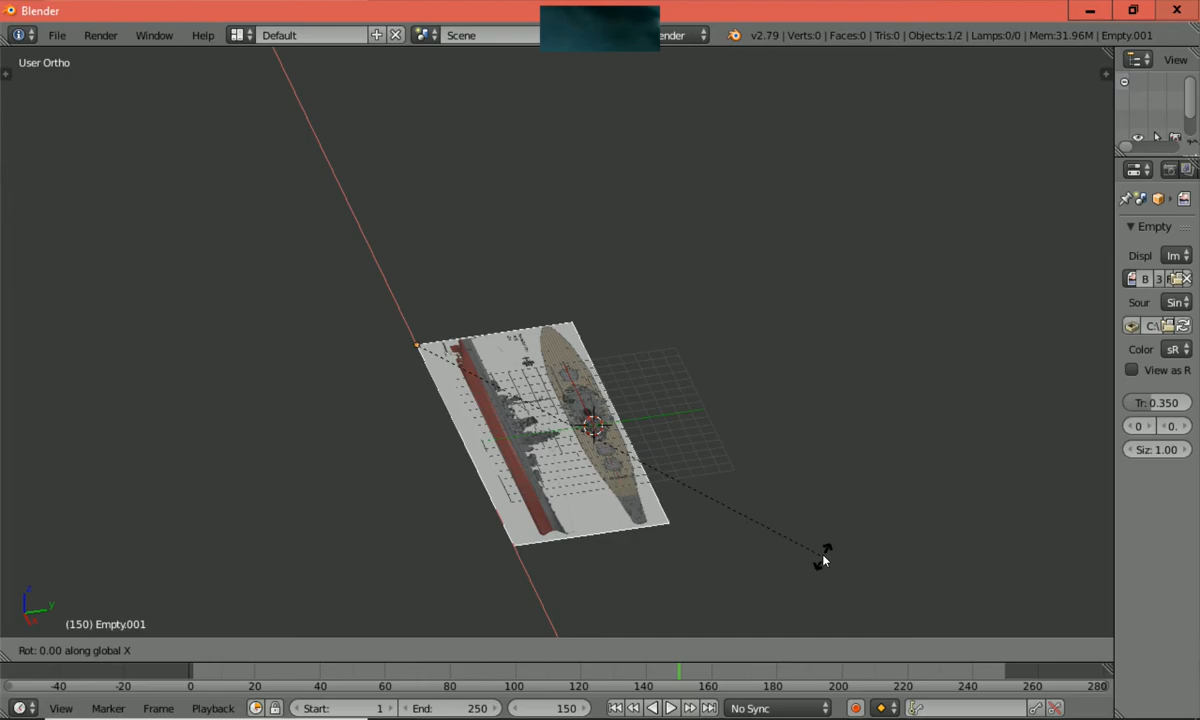 Blender
File Render Window Help Default Scene ender v2.79 | Verts:0 | Faces:0 | Tris:0 | Objects:1/2 | Lamps:0/0 | Mem:31.96M | Empty.001
User Ortho
View
Empty
Displ Im
B 3 F
Sour Sin
C:\
Color sR
View as R
Tr: 0.350
0 0.
Siz: 1.00
z
y
x
(150) Empty.001
Rot: 0.00 along global X
-40 -20 0 20 40 60 80 100 120 140 160 180 200 220 240 260 280
View Marker Frame Playback Start: 1 End: 250 150 No Sync